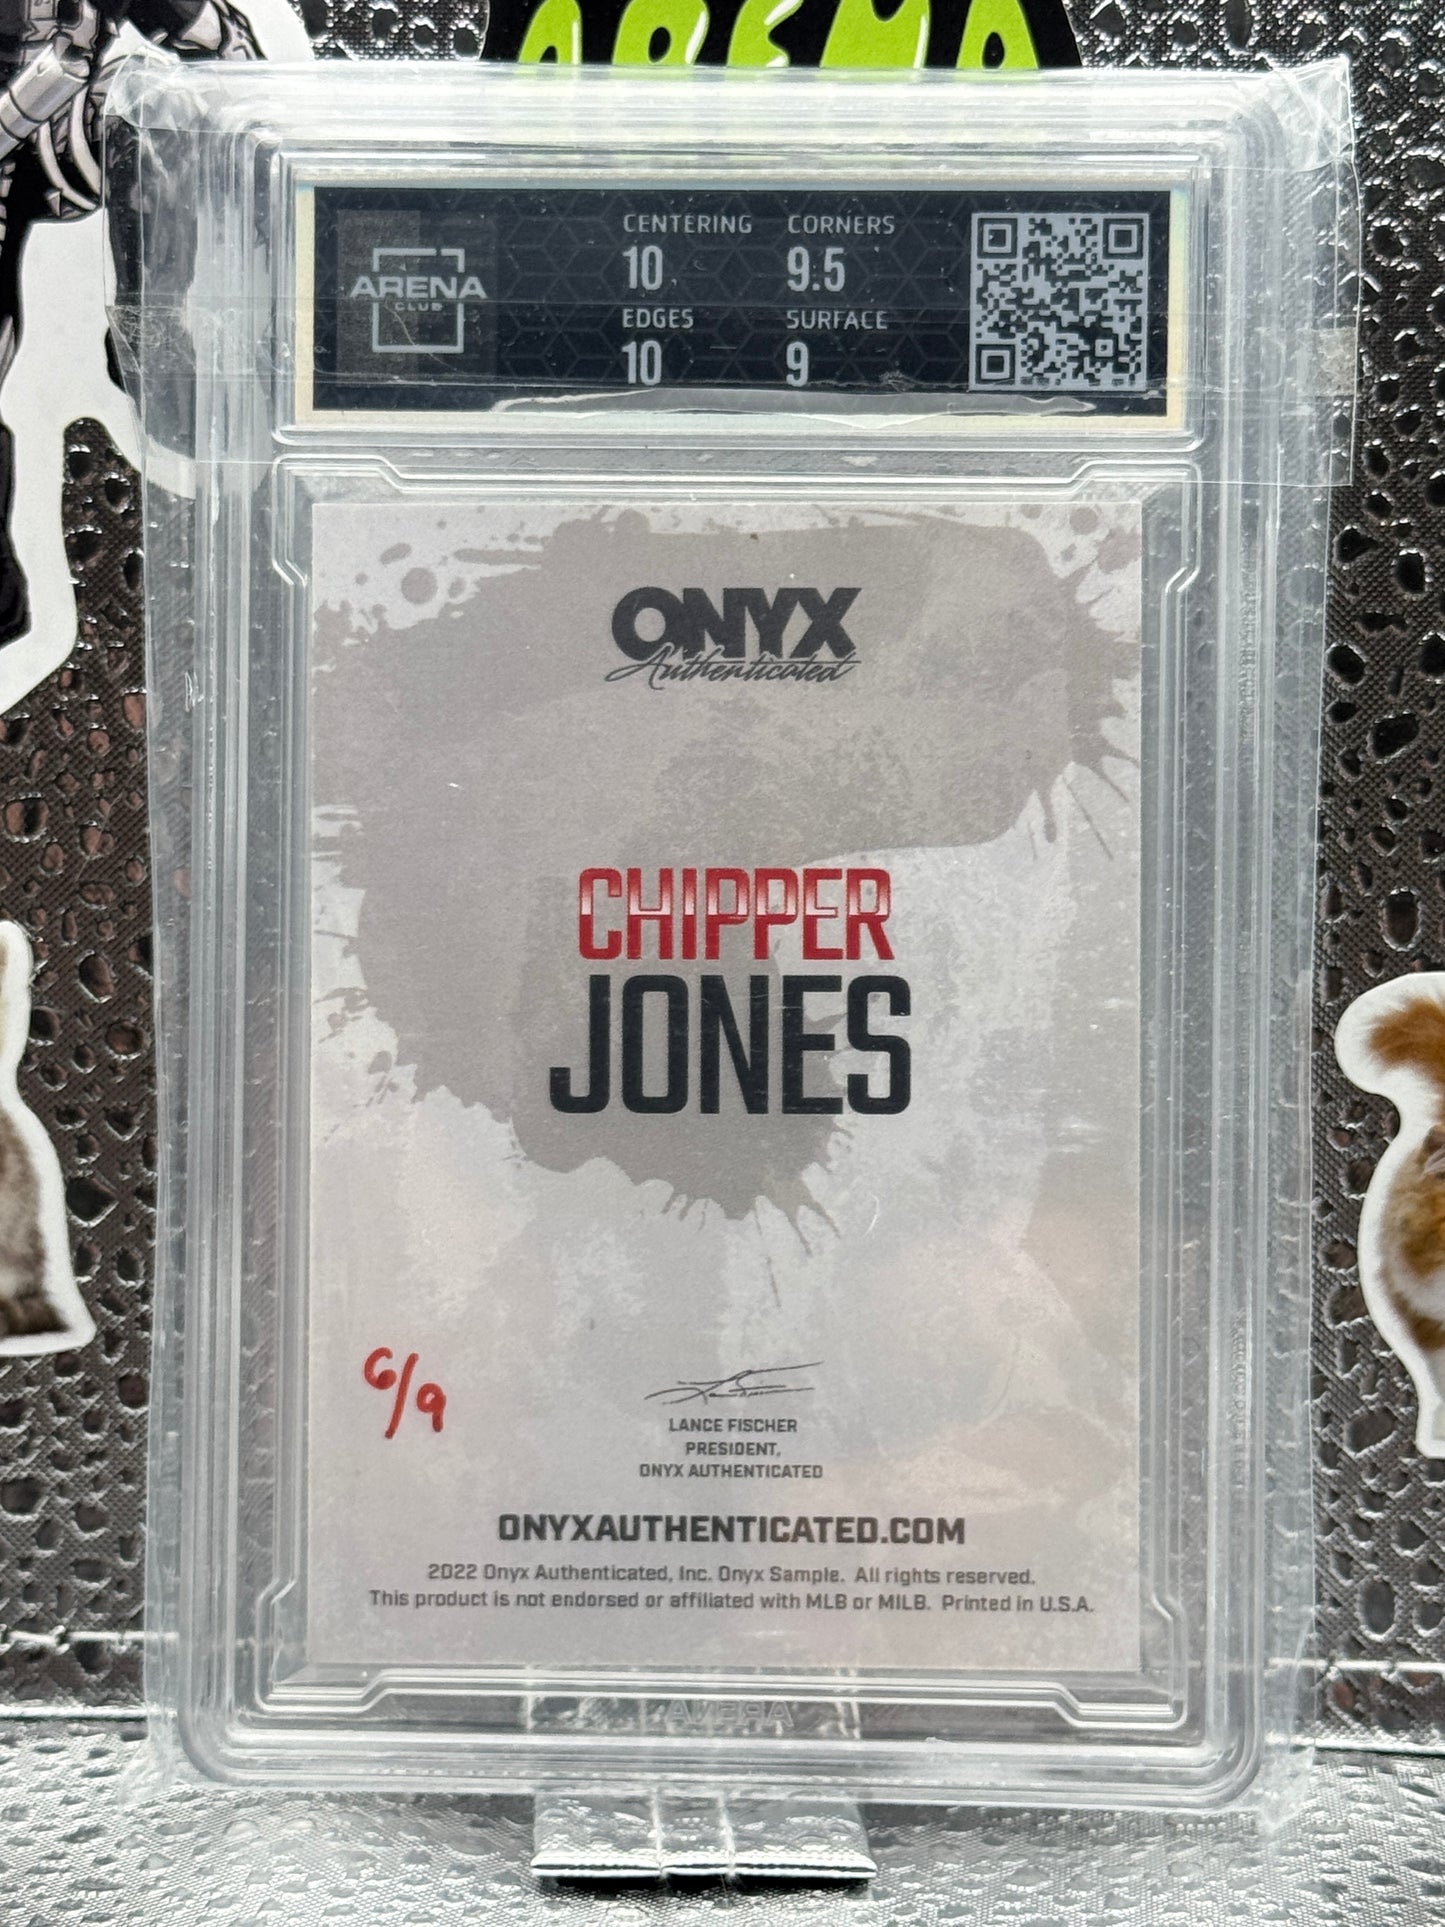 ARENA
CENTERING CORNERS
10 9.5
EDGES SURFACE
10 9
ARENA
CLUB
ONYX
Authenticated
CHIPPER
JONES
6/9
LANCE FISCHER
PRESIDENT,
ONYX AUTHENTICATED
ONYXAUTHENTICATED.COM
2022 Onyx Authenticated, Inc. Onyx Sample. All rights reserved.
This product is not endorsed or affiliated with MLB or MILB. Printed in U.S.A.
ARENA